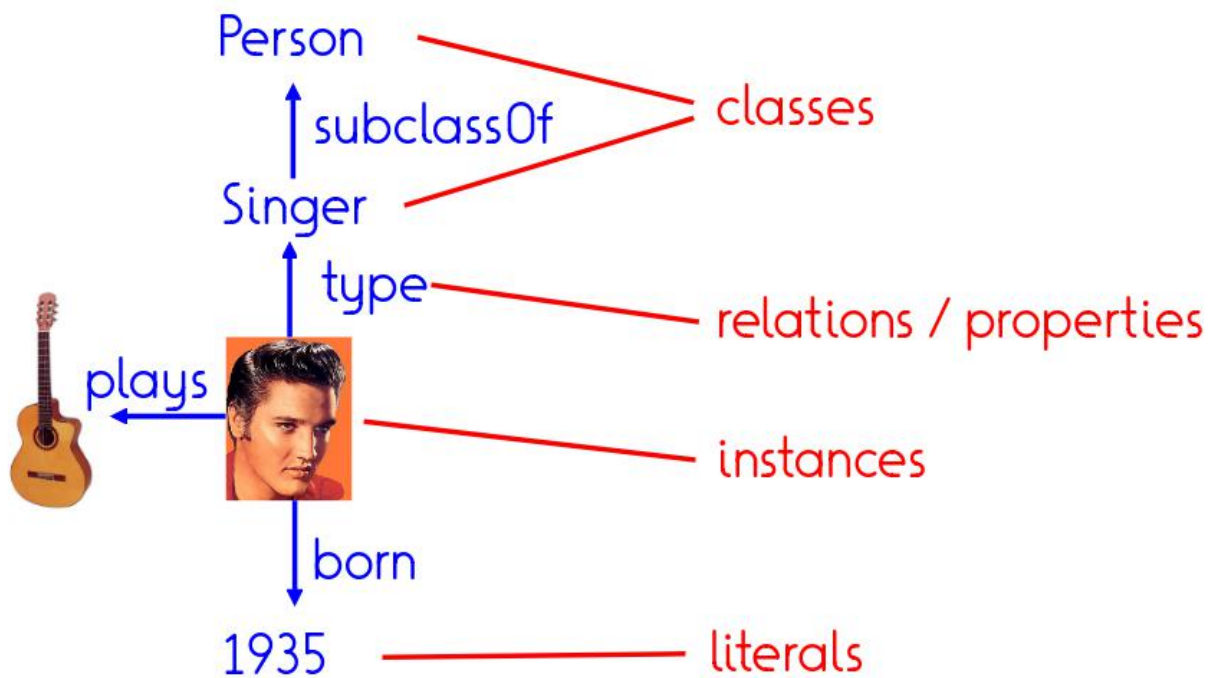 Person
classes
subclassOf
Singer
type
relations / properties
plays
instances
born
1935
literals